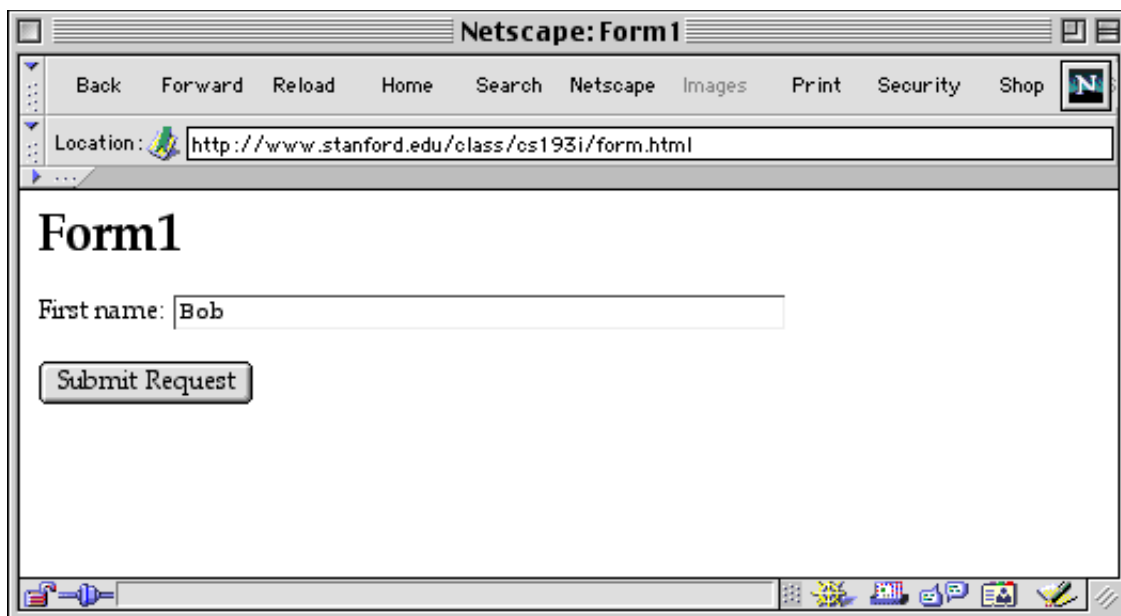 Netscape: Form1
Back Forward Reload Home Search Netscape Images Print Security Shop N
Location: http://www.stanford.edu/class/cs193i/form.html
...
Form1
First name: Bob
Submit Request